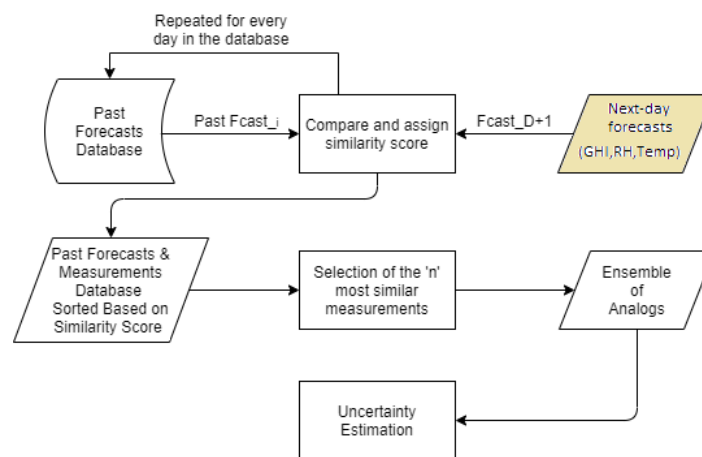 Repeated for every
day in the database
Past
Forecasts
Database
Past Fcast_i
Compare and assign
similarity score
Fcast_D+1
Next-day
forecasts
(GHI,RH,Temp)
Past Forecasts &
Measurements
Database
Sorted Based on
Similarity Score
Selection of the 'n'
most similar
measurements
Ensemble
of
Analogs
Uncertainty
Estimation